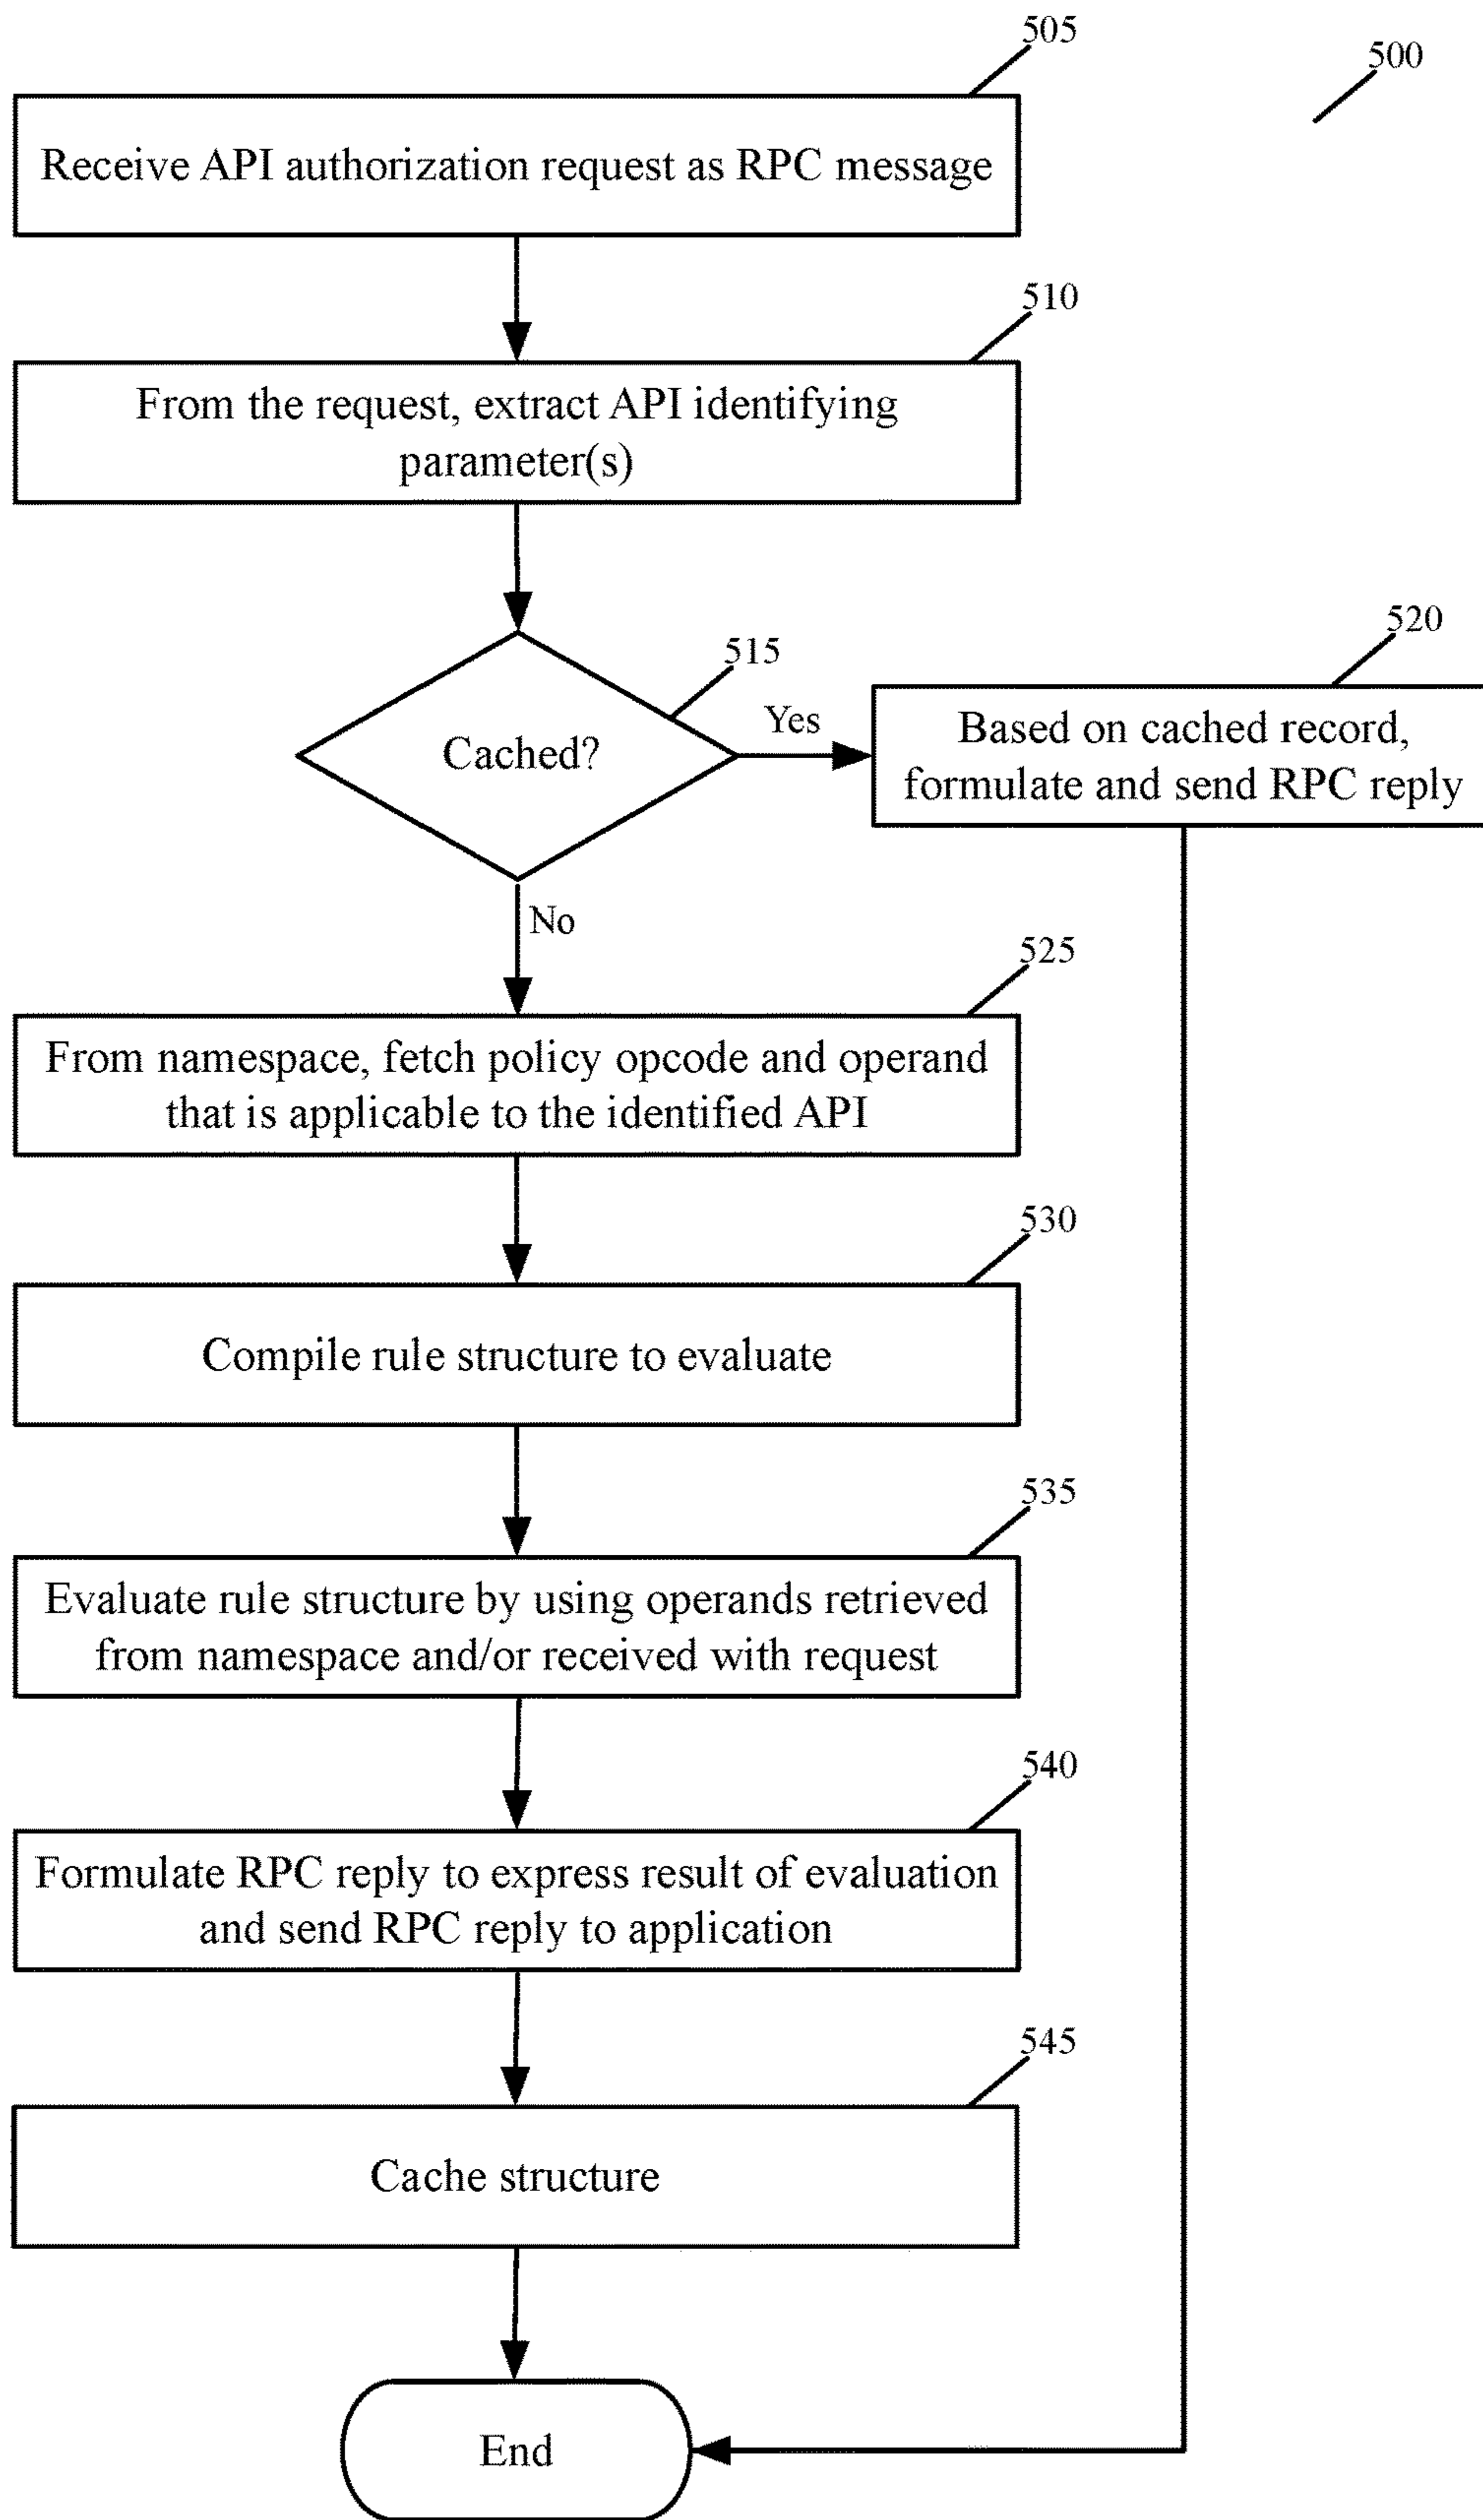 505
500
Receive API authorization request as RPC message
510
From the request, extract API identifying
parameter(s)
515
520
Cached?
Yes
Based on cached record,
formulate and send RPC reply
No
525
From namespace, fetch policy opcode and operand
that is applicable to the identified API
530
Compile rule structure to evaluate
535
Evaluate rule structure by using operands retrieved
from namespace and/or received with request
540
Formulate RPC reply to express result of evaluation
and send RPC reply to application
545
Cache structure
End